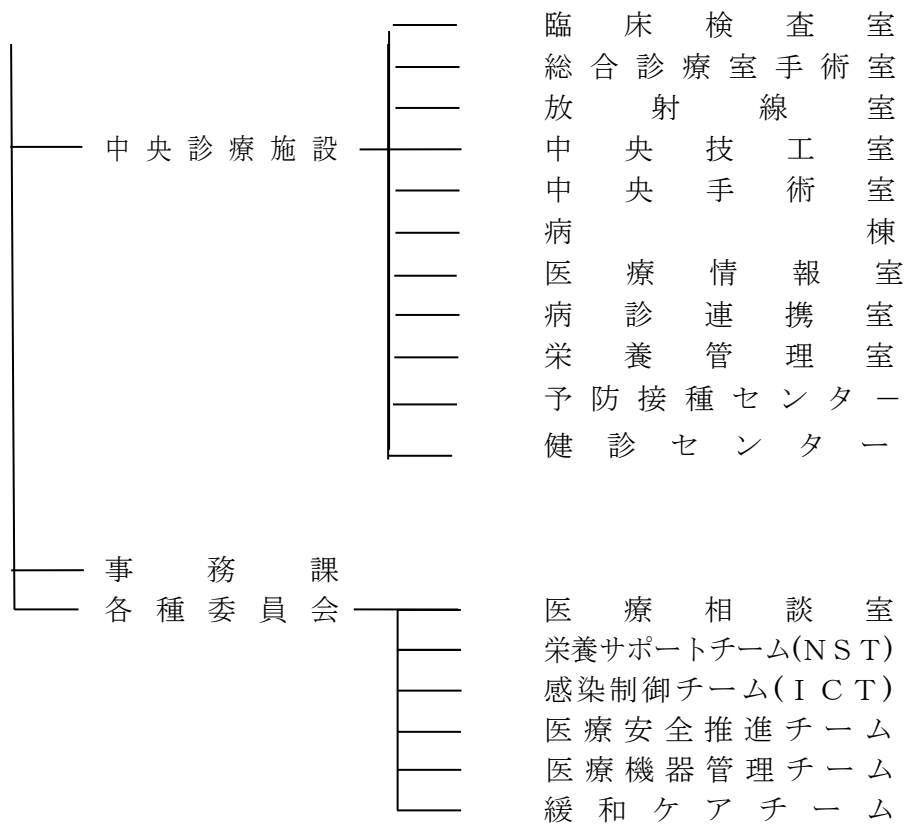 臨床検査室
総合診療室手術室
放射線室
中央診療施設 中央技工室
中央手術室
病棟
医療情報室
病診連携室
栄養管理室
予防接種センター
健診センター
事務課
各種委員会 医療相談室
栄養サポートチーム(NST)
感染制御チーム(ICT)
医療安全推進チーム
医療機器管理チーム
緩和ケアチーム